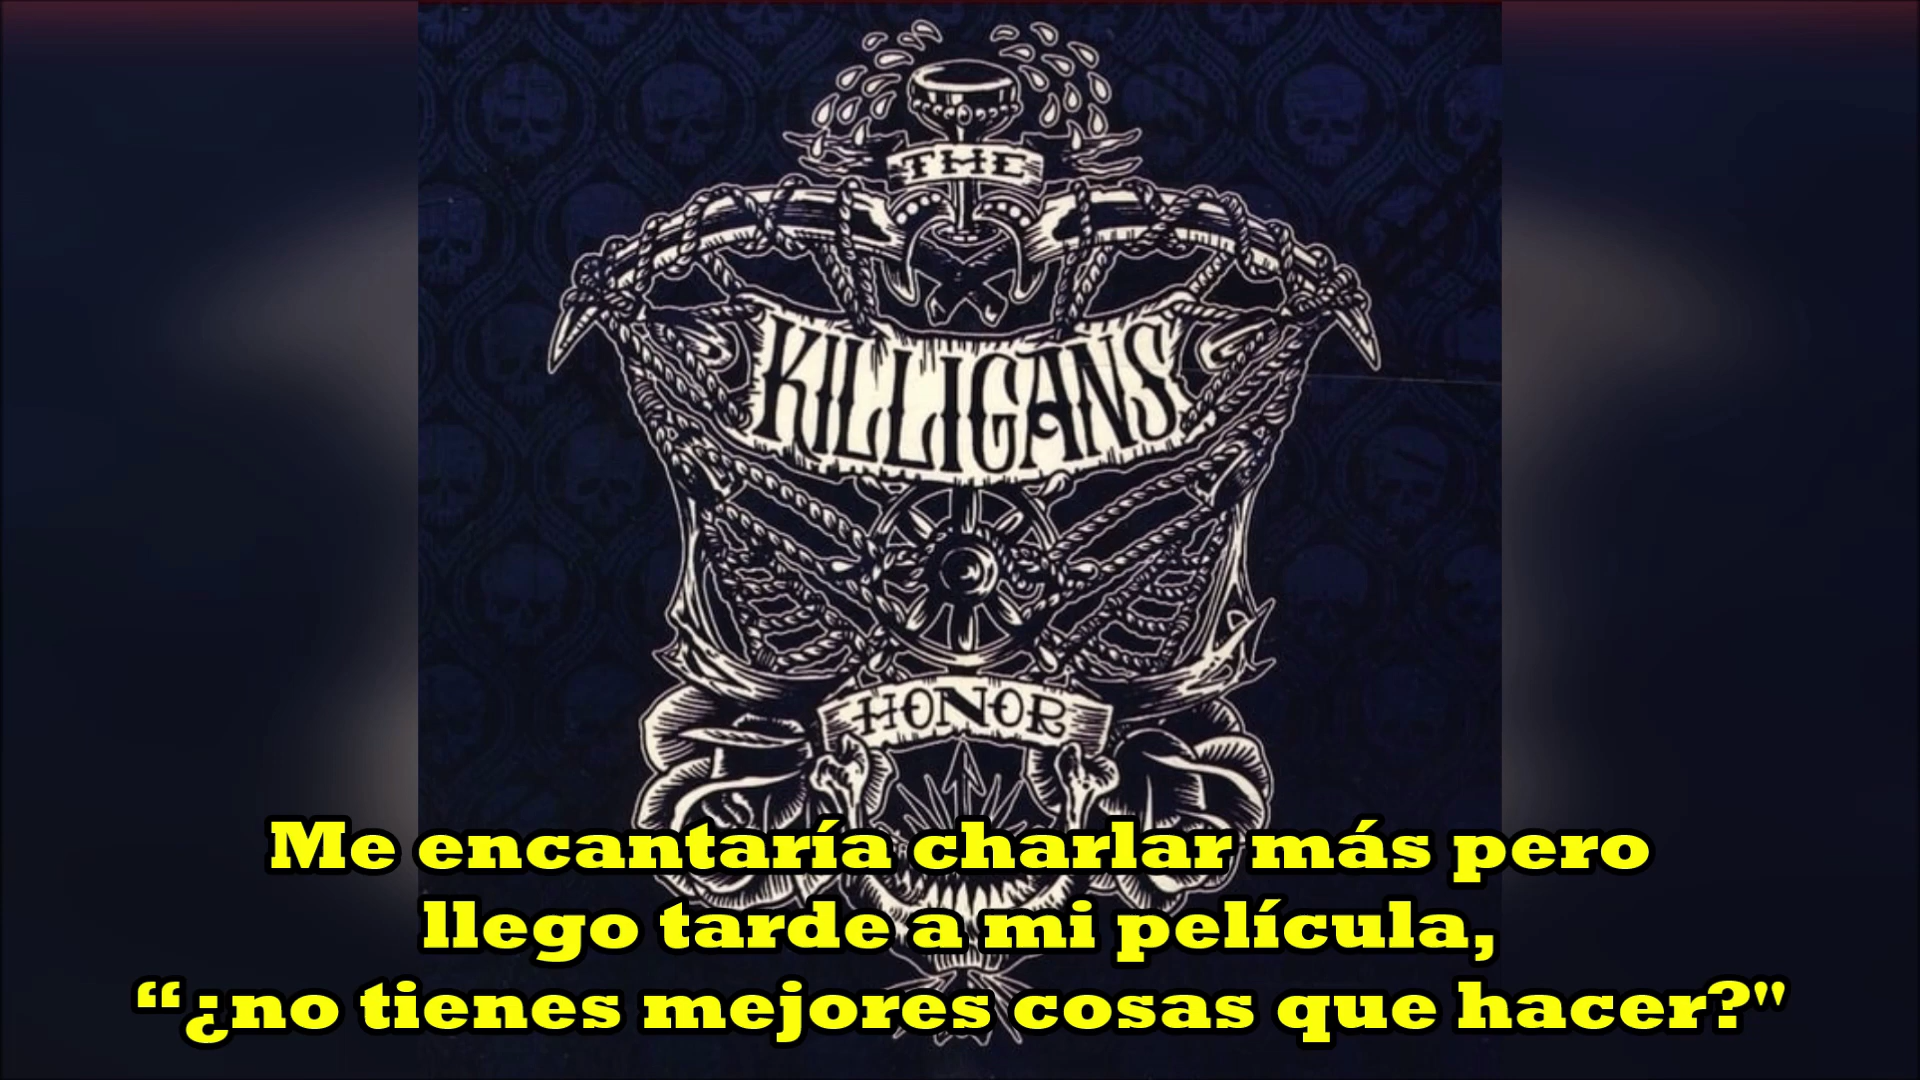 THE
KILLIGANS
HONOR
Me encantaría charlar más pero
llego tarde a mi película,
“¿no tienes mejores cosas que hacer?"